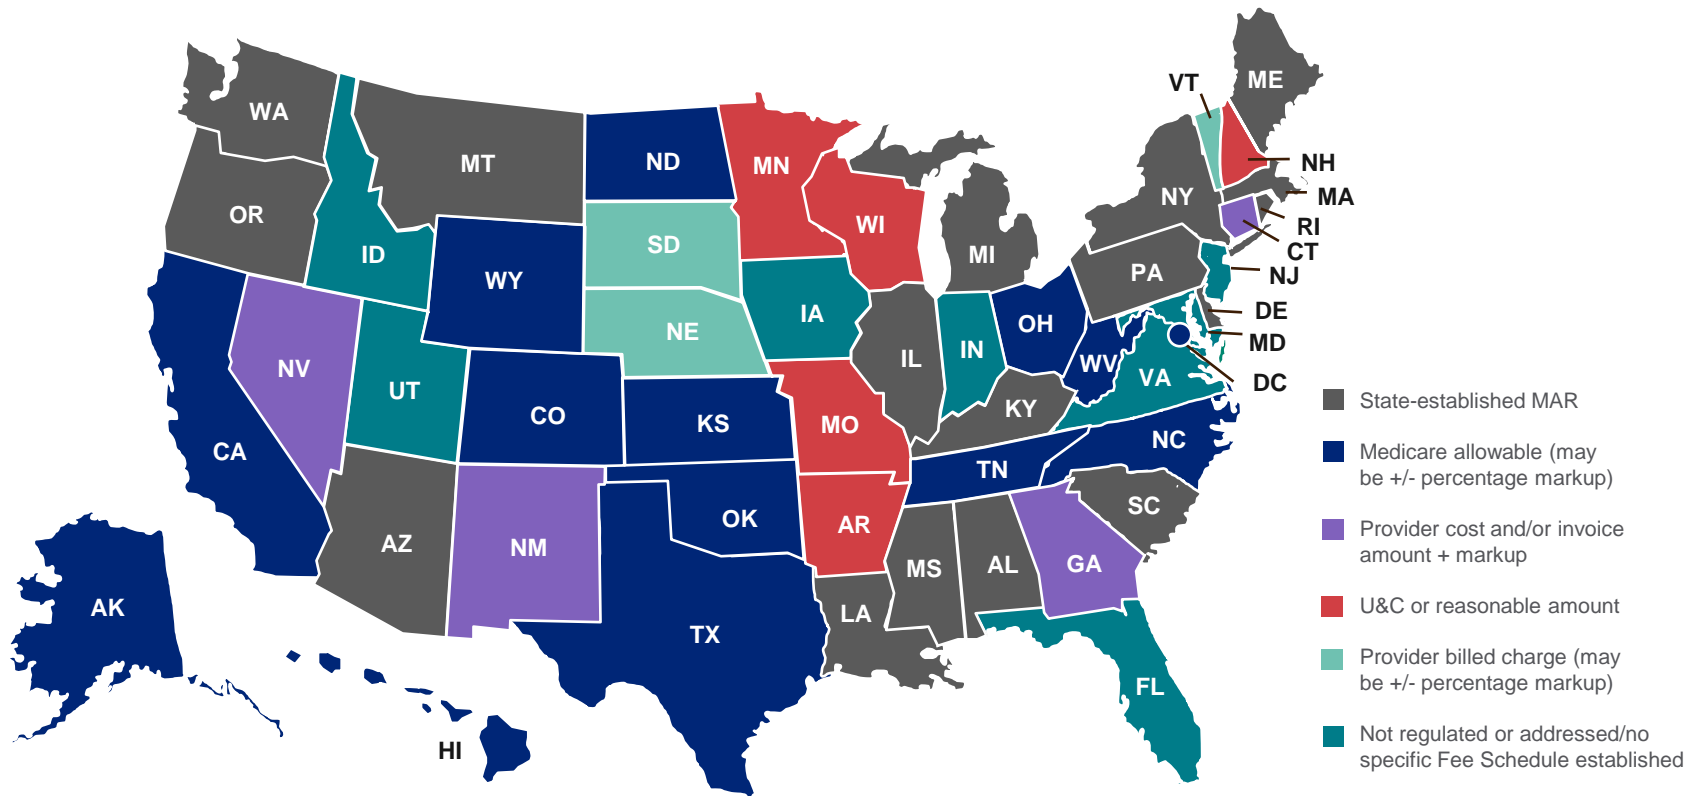 ME
VT
WA
MT
ND
MN
NH
OR
NY
MA
WI
RI
SD
CT
ID
MI
PA
NJ
WY
DE
IA
OH
NE
MD
IN
IL
WV
NV
VA
DC
UT
State-established MAR
KY
CO
KS
MO
NC
CA
Medicare allowable (may
be +/- percentage markup)
TN
SC
OK
AR
Provider cost and/or invoice
amount + markup
AZ
NM
GA
MS
AL
AK
U&C or reasonable amount
LA
TX
Provider billed charge (may
be +/- percentage markup)
FL
HI
Not regulated or addressed/no
specific Fee Schedule established